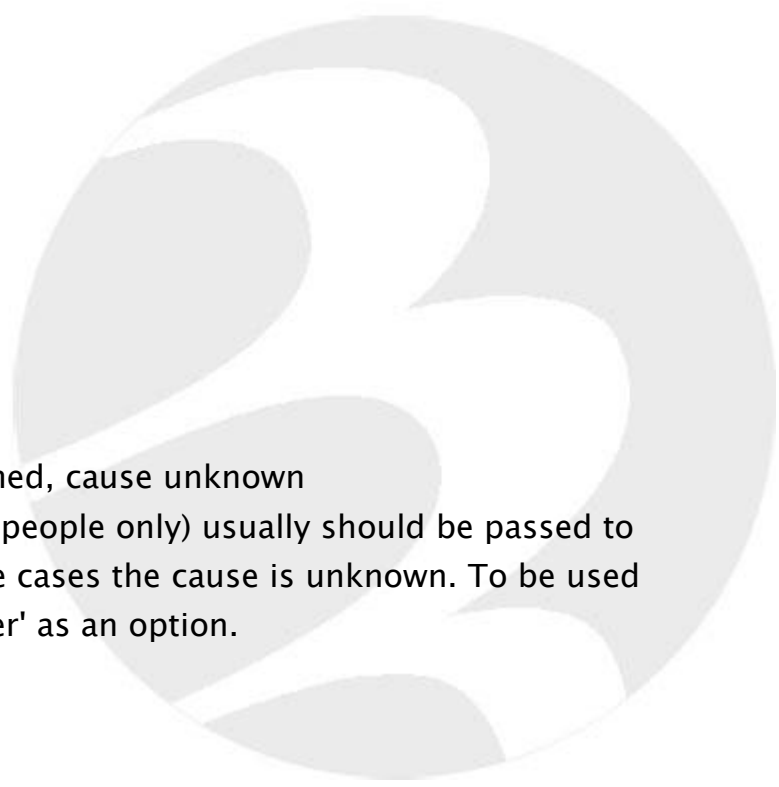 ned, cause unknown
people only) usually should be passed to
e cases the cause is unknown. To be used
er' as an option.